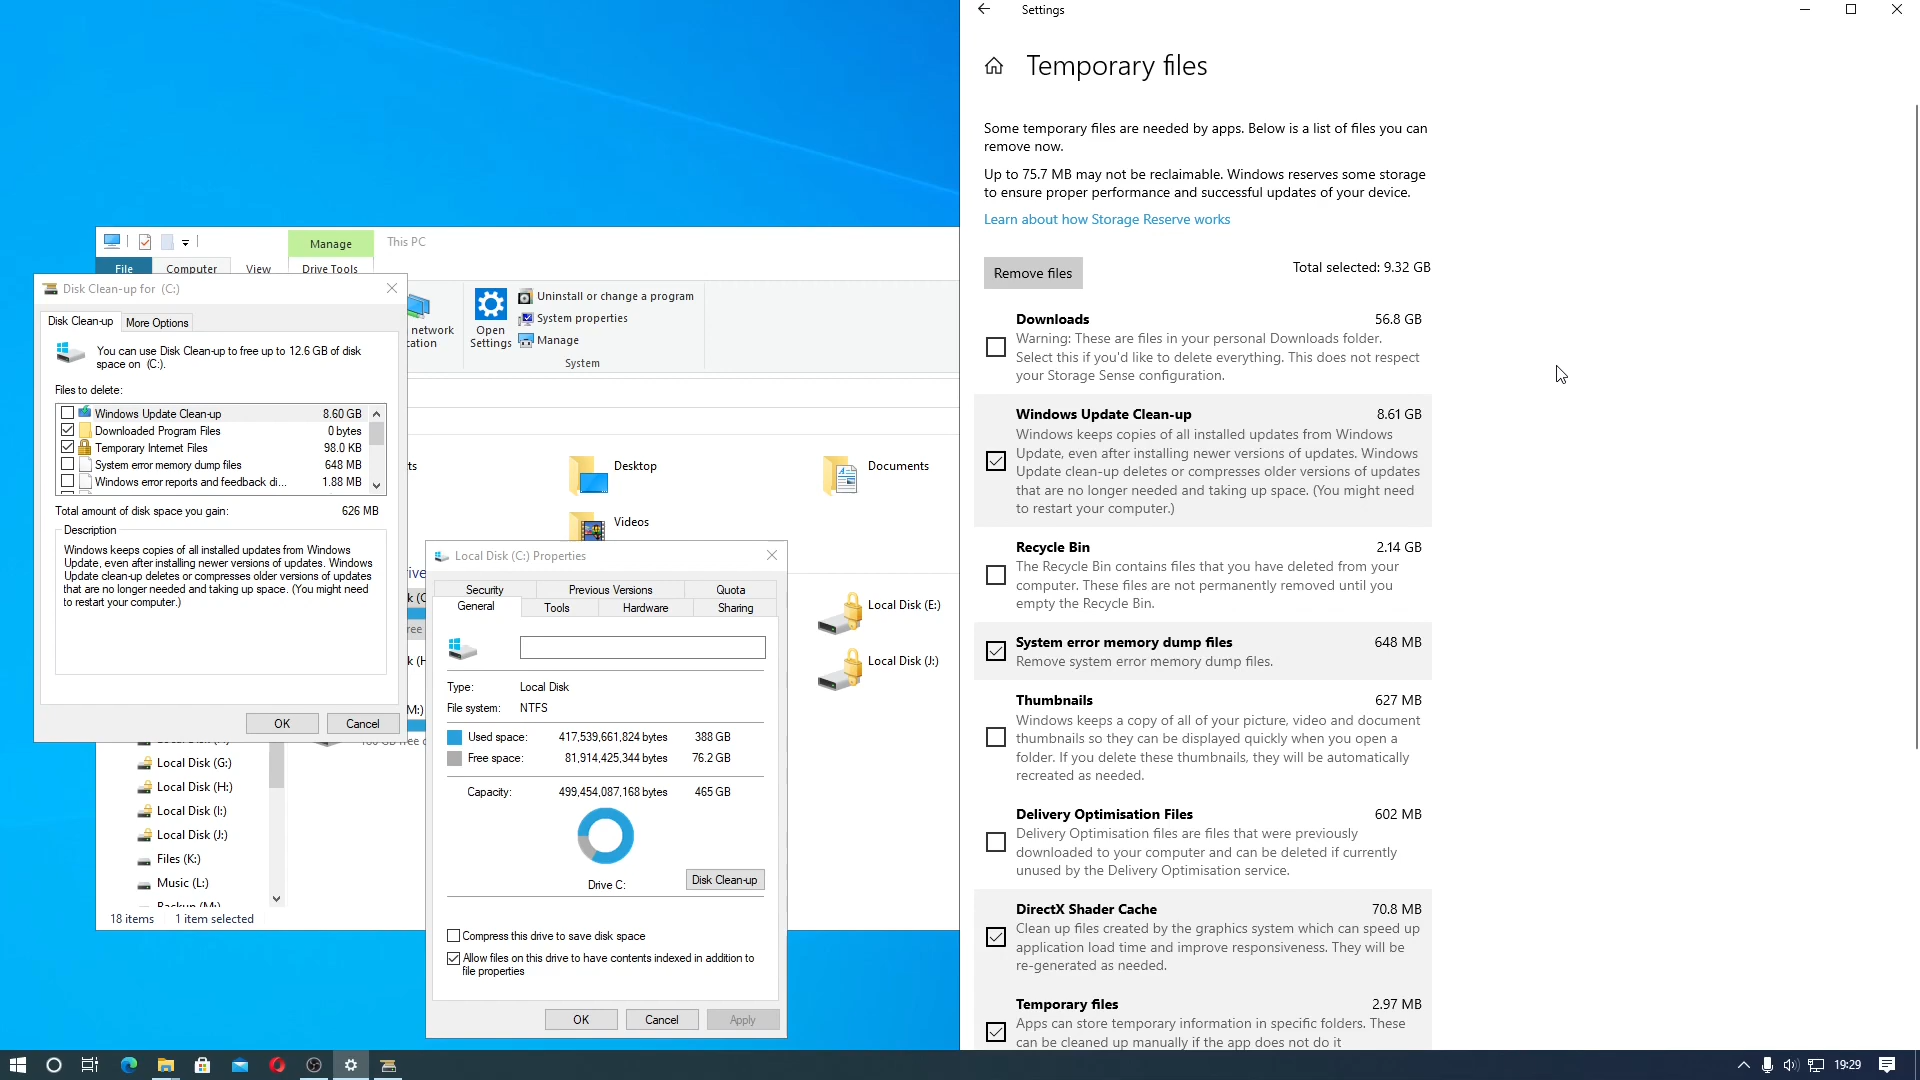 Settings
Temporary files
Some temporary files are needed by apps. Below is a list of files you can
remove now.
Up to 75.7 MB may not be reclaimable. Windows reserves some storage
to ensure proper performance and successful updates of your device.
Learn about how Storage Reserve works
Remove files
Total selected: 9.32 GB
Downloads 56.8 GB
Warning: These are files in your personal Downloads folder.
Select this if you'd like to delete everything. This does not respect
your Storage Sense configuration.
Windows Update Clean-up 8.61 GB
Windows keeps copies of all installed updates from Windows
Update, even after installing newer versions of updates. Windows
Update clean-up deletes or compresses older versions of updates
that are no longer needed and taking up space. (You might need
to restart your computer.)
Recycle Bin 2.14 GB
The Recycle Bin contains files that you have deleted from your
computer. These files are not permanently removed until you
empty the Recycle Bin.
System error memory dump files 648 MB
Remove system error memory dump files.
Thumbnails 627 MB
Windows keeps a copy of all of your picture, video and document
thumbnails so they can be displayed quickly when you open a
folder. If you delete these thumbnails, they will be automatically
recreated as needed.
Delivery Optimisation Files 602 MB
Delivery Optimisation files are files that were previously
downloaded to your computer and can be deleted if currently
unused by the Delivery Optimisation service.
DirectX Shader Cache 70.8 MB
Clean up files created by the graphics system which can speed up
application load time and improve responsiveness. They will be
re-generated as needed.
Temporary files 2.97 MB
Apps can store temporary information in specific folders. These
can be cleaned up manually if the app does not do it
Manage This PC
File Computer View Drive Tools
network
cation
Open
Settings
Uninstall or change a program
System properties
Manage
System
ts
Desktop
Documents
Videos
Local Disk (E:)
Local Disk (J:)
Local Disk (G:)
Local Disk (H:)
Local Disk (I:)
Local Disk (J:)
Files (K:)
Music (L:)
Backup (M:)
18 items 1 item selected
Disk Clean-up for (C:)
Disk Clean-up More Options
You can use Disk Clean-up to free up to 12.6 GB of disk
space on (C:).
Files to delete:
Windows Update Clean-up 8.60 GB
Downloaded Program Files 0 bytes
Temporary Internet Files 98.0 KB
System error memory dump files 648 MB
Windows error reports and feedback di... 1.88 MB
Total amount of disk space you gain: 626 MB
Description
Windows keeps copies of all installed updates from Windows
Update, even after installing newer versions of updates. Windows
Update clean-up deletes or compresses older versions of updates
that are no longer needed and taking up space. (You might need
to restart your computer.)
OK Cancel
Local Disk (C:) Properties
Security Previous Versions Quota
General Tools Hardware Sharing
Type: Local Disk
File system: NTFS
Used space: 417,539,661,824 bytes 388 GB
Free space: 81,914,425,344 bytes 76.2 GB
Capacity: 499,454,087,168 bytes 465 GB
Drive C:
Disk Clean-up
Compress this drive to save disk space
Allow files on this drive to have contents indexed in addition to
file properties
OK Cancel Apply
19:29